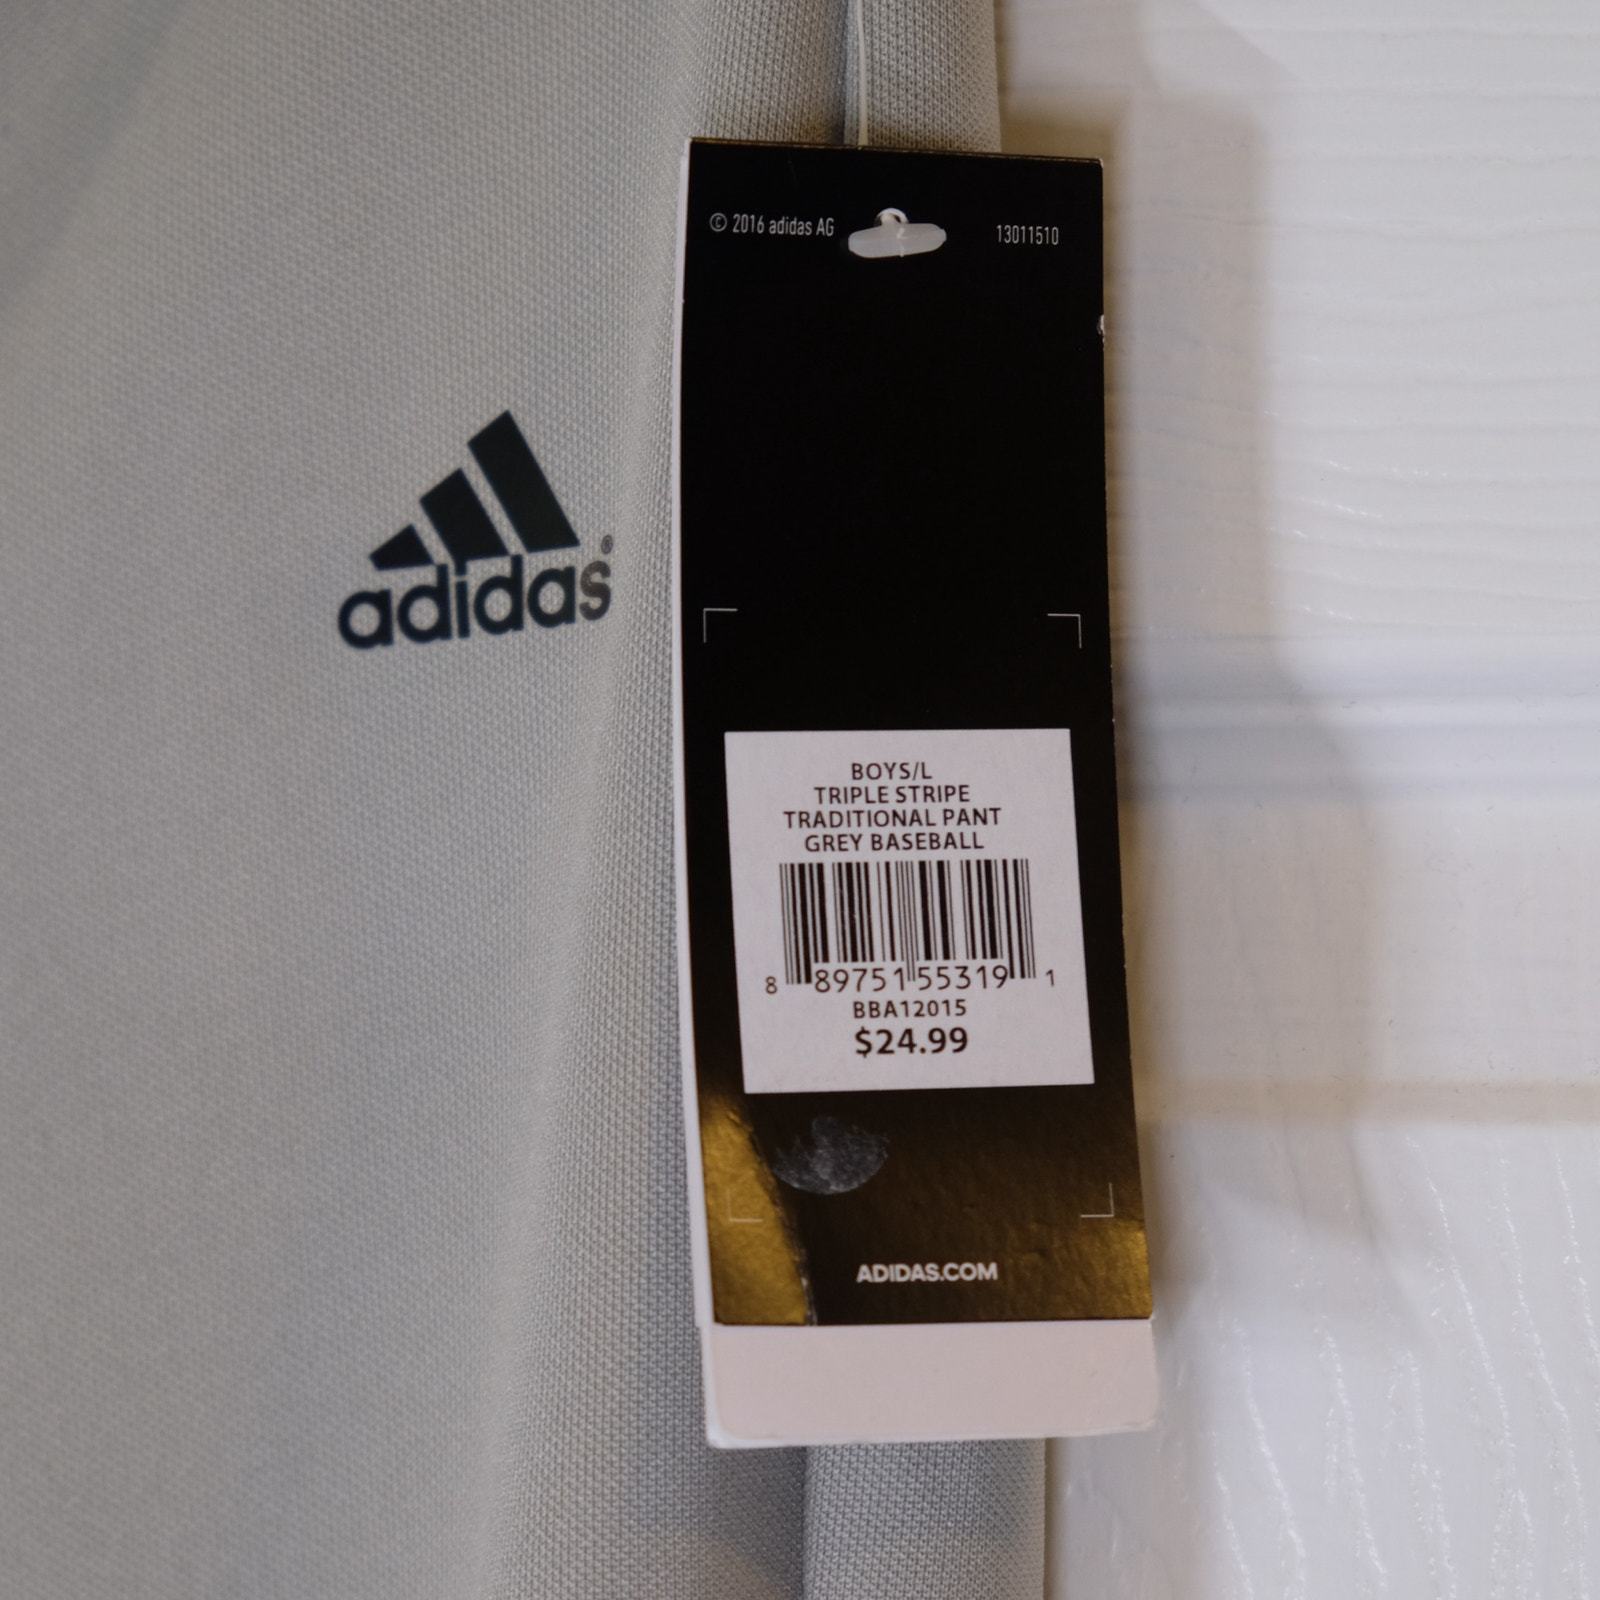 © 2016 adidas AG
13011510
adidas®
BOYS/L
TRIPLE STRIPE
TRADITIONAL PANT
GREY BASEBALL
8 89751 55319 1
BBA12015
$24.99
ADIDAS.COM